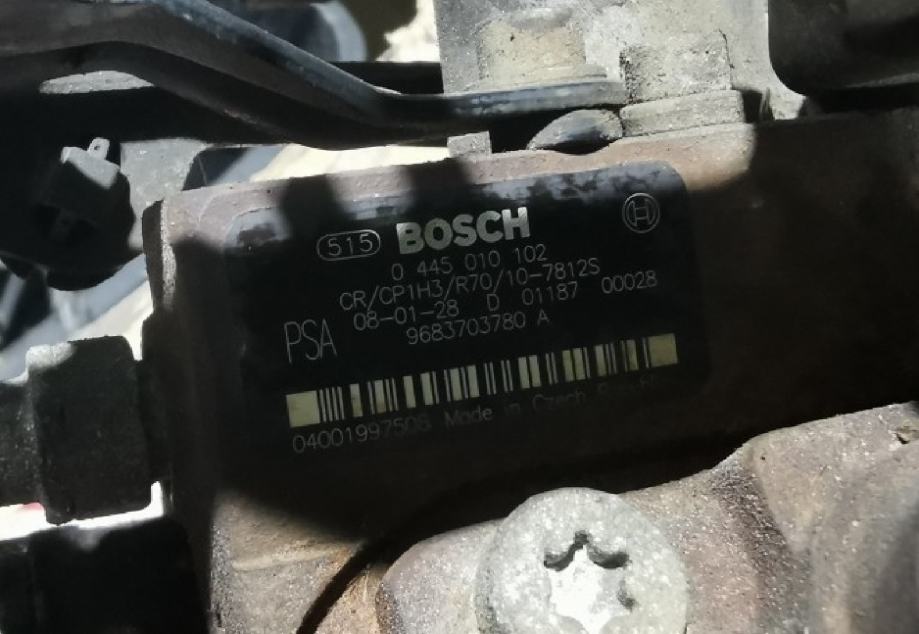 515 BOSCH
0 445 010 102
CR/CP1H3/R70/10-7812S
08-01-28 D 01187 00028
PSA 9683703780 A
04001997508 Made in Czech